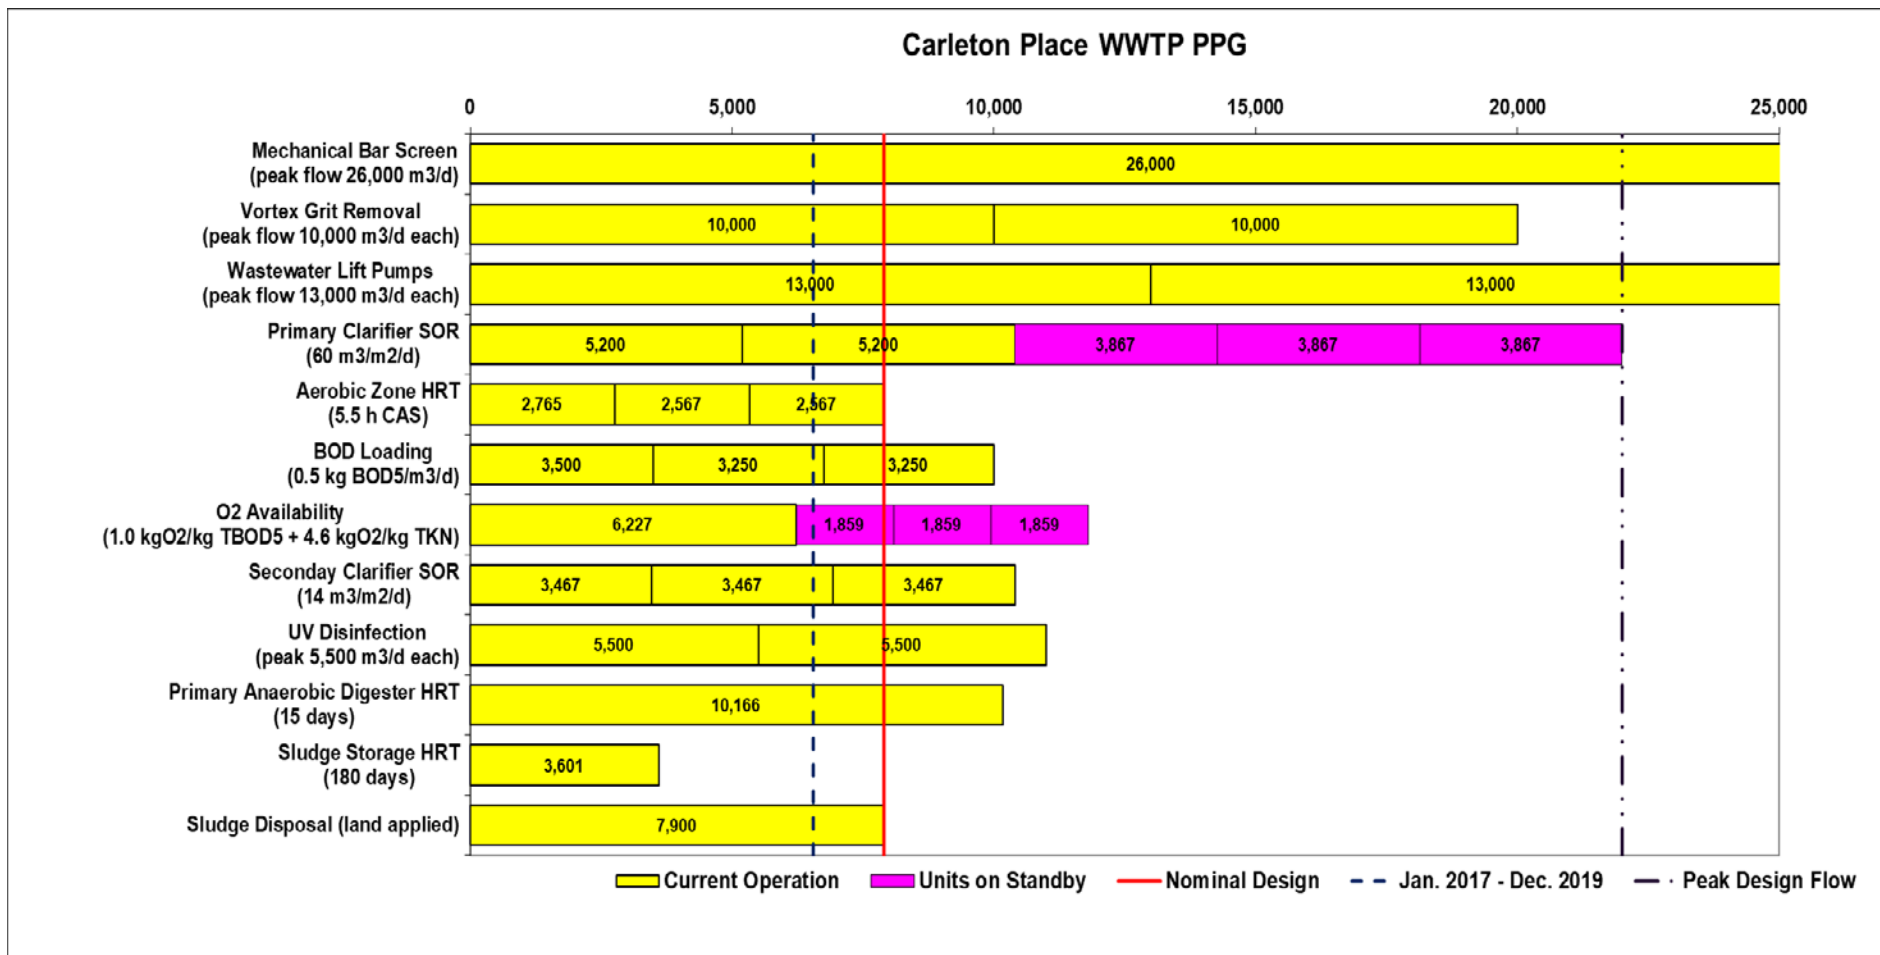 Carleton Place WWTP PPG
0 5,000 10,000 15,000 20,000 25,000
Mechanical Bar Screen
(peak flow 26,000 m3/d)
26,000
Vortex Grit Removal
(peak flow 10,000 m3/d each)
10,000 10,000
Wastewater Lift Pumps
(peak flow 13,000 m3/d each)
13,000 13,000
Primary Clarifier SOR
(60 m3/m2/d)
5,200 5,200 3,867 3,867 3,867
Aerobic Zone HRT
(5.5 h CAS)
2,765 2,567 2,567
BOD Loading
(0.5 kg BOD5/m3/d)
3,500 3,250 3,250
O2 Availability
(1.0 kgO2/kg TBOD5 + 4.6 kgO2/kg TKN)
6,227 1,859 1,859 1,859
Seconday Clarifier SOR
(14 m3/m2/d)
3,467 3,467 3,467
UV Disinfection
(peak 5,500 m3/d each)
5,500 5,500
Primary Anaerobic Digester HRT
(15 days)
10,166
Sludge Storage HRT
(180 days)
3,601
Sludge Disposal (land applied)
7,900
Current Operation Units on Standby Nominal Design Jan. 2017 - Dec. 2019 Peak Design Flow